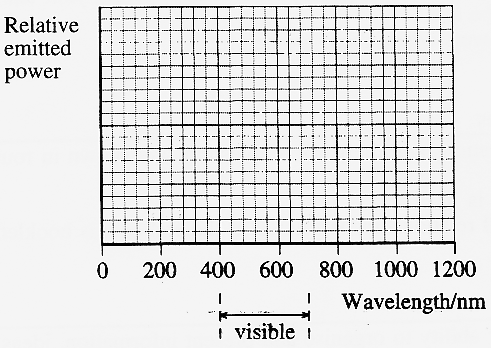 Relative
emitted
power
0 200 400 600 800 1000 1200
Wavelength/nm
visible